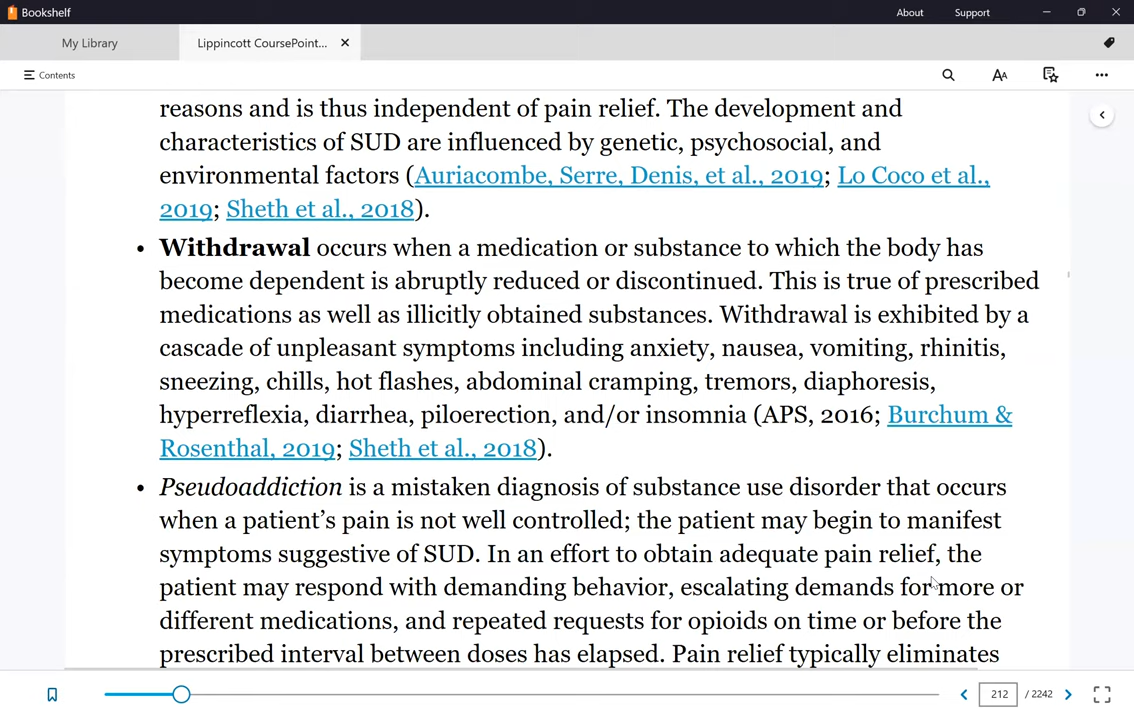 Bookshelf
About
Support
My Library
Lippincott CoursePoint...
Contents
reasons and is thus independent of pain relief. The development and
characteristics of SUD are influenced by genetic, psychosocial, and
environmental factors (Auriacombe, Serre, Denis, et al., 2019; Lo Coco et al.,
2019; Sheth et al., 2018).
• Withdrawal occurs when a medication or substance to which the body has
become dependent is abruptly reduced or discontinued. This is true of prescribed
medications as well as illicitly obtained substances. Withdrawal is exhibited by a
cascade of unpleasant symptoms including anxiety, nausea, vomiting, rhinitis,
sneezing, chills, hot flashes, abdominal cramping, tremors, diaphoresis,
hyperreflexia, diarrhea, piloerection, and/or insomnia (APS, 2016; Burchum &
Rosenthal, 2019; Sheth et al., 2018).
• Pseudoaddiction is a mistaken diagnosis of substance use disorder that occurs
when a patient’s pain is not well controlled; the patient may begin to manifest
symptoms suggestive of SUD. In an effort to obtain adequate pain relief, the
patient may respond with demanding behavior, escalating demands for more or
different medications, and repeated requests for opioids on time or before the
prescribed interval between doses has elapsed. Pain relief typically eliminates
212 / 2242